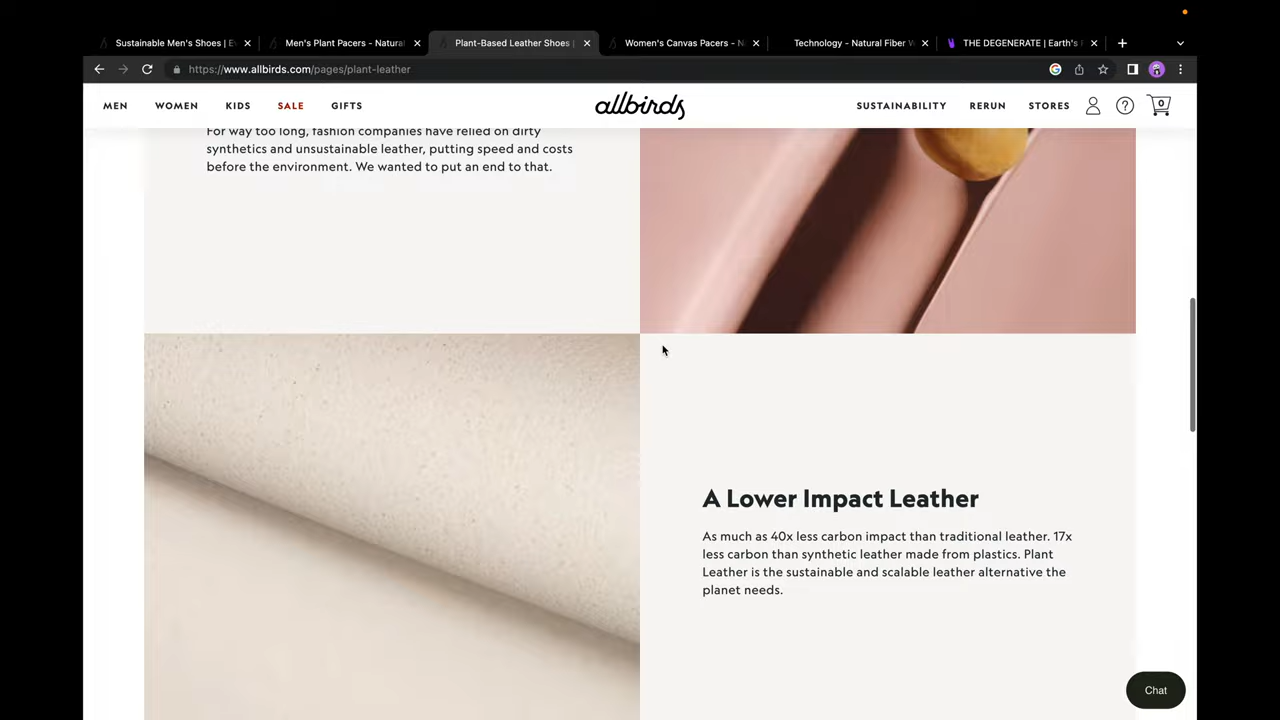 Sustainable Men's Shoes | E
Men's Plant Pacers - Natural
Plant-Based Leather Shoes |
Women's Canvas Pacers - N
Technology - Natural Fiber W
THE DEGENERATE | Earth's F
https://www.allbirds.com/pages/plant-leather
MEN WOMEN KIDS SALE GIFTS
allbirds
SUSTAINABILITY RERUN STORES 0
For way too long, fashion companies have relied on dirty
synthetics and unsustainable leather, putting speed and costs
before the environment. We wanted to put an end to that.
A Lower Impact Leather
As much as 40x less carbon impact than traditional leather. 17x
less carbon than synthetic leather made from plastics. Plant
Leather is the sustainable and scalable leather alternative the
planet needs.
Chat